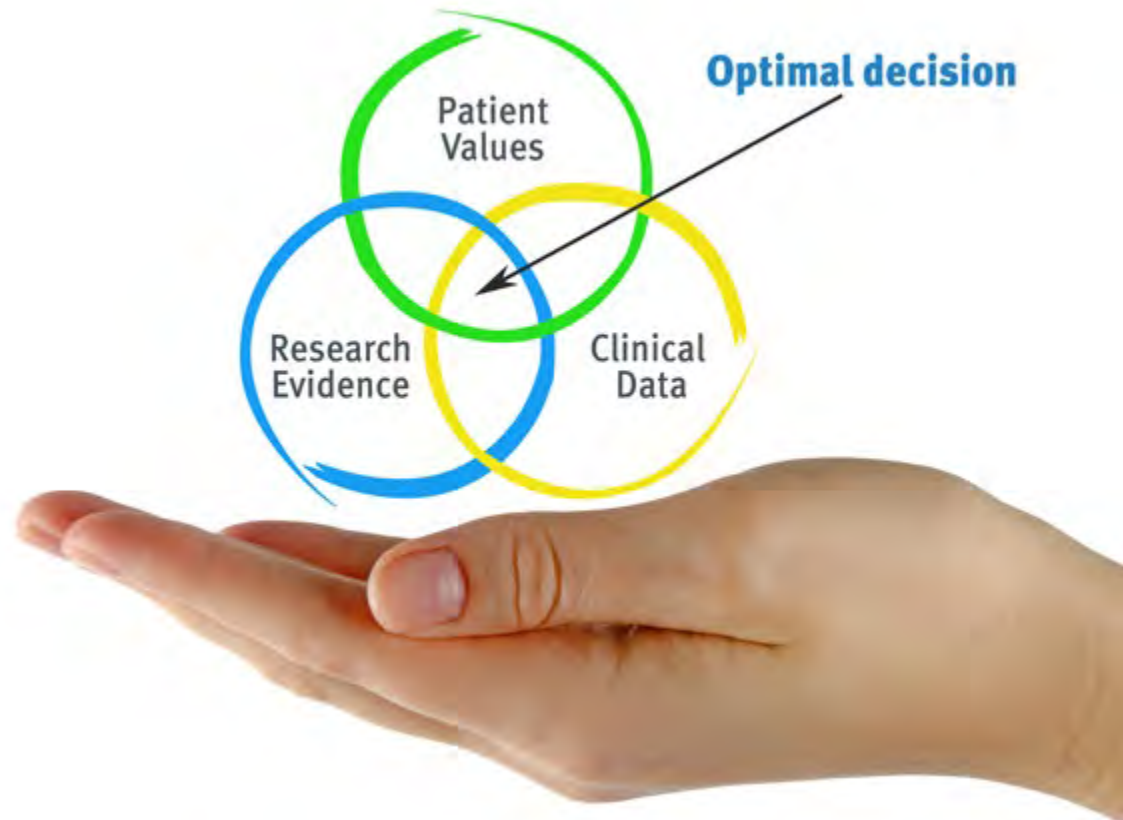 Optimal decision
Patient
Values
Research
Evidence
Clinical
Data